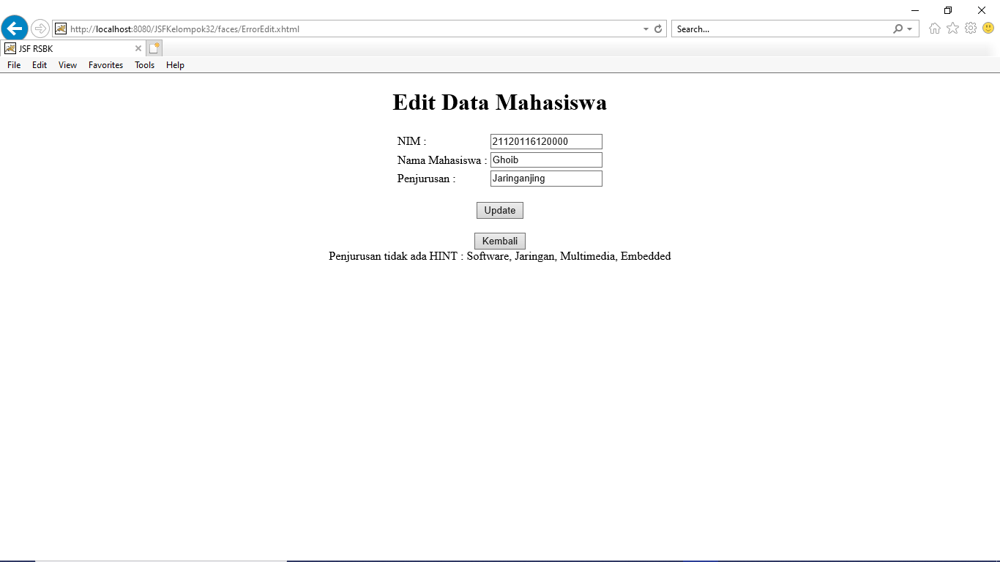 http://localhost:8080/JSFKelompok32/faces/ErrorEdit.xhtml
Search...
JSF RSBK
File Edit View Favorites Tools Help
Edit Data Mahasiswa
NIM : 21120116120000
Nama Mahasiswa : Ghoib
Penjurusan : Jaringanjing
Update
Kembali
Penjurusan tidak ada HINT : Software, Jaringan, Multimedia, Embedded